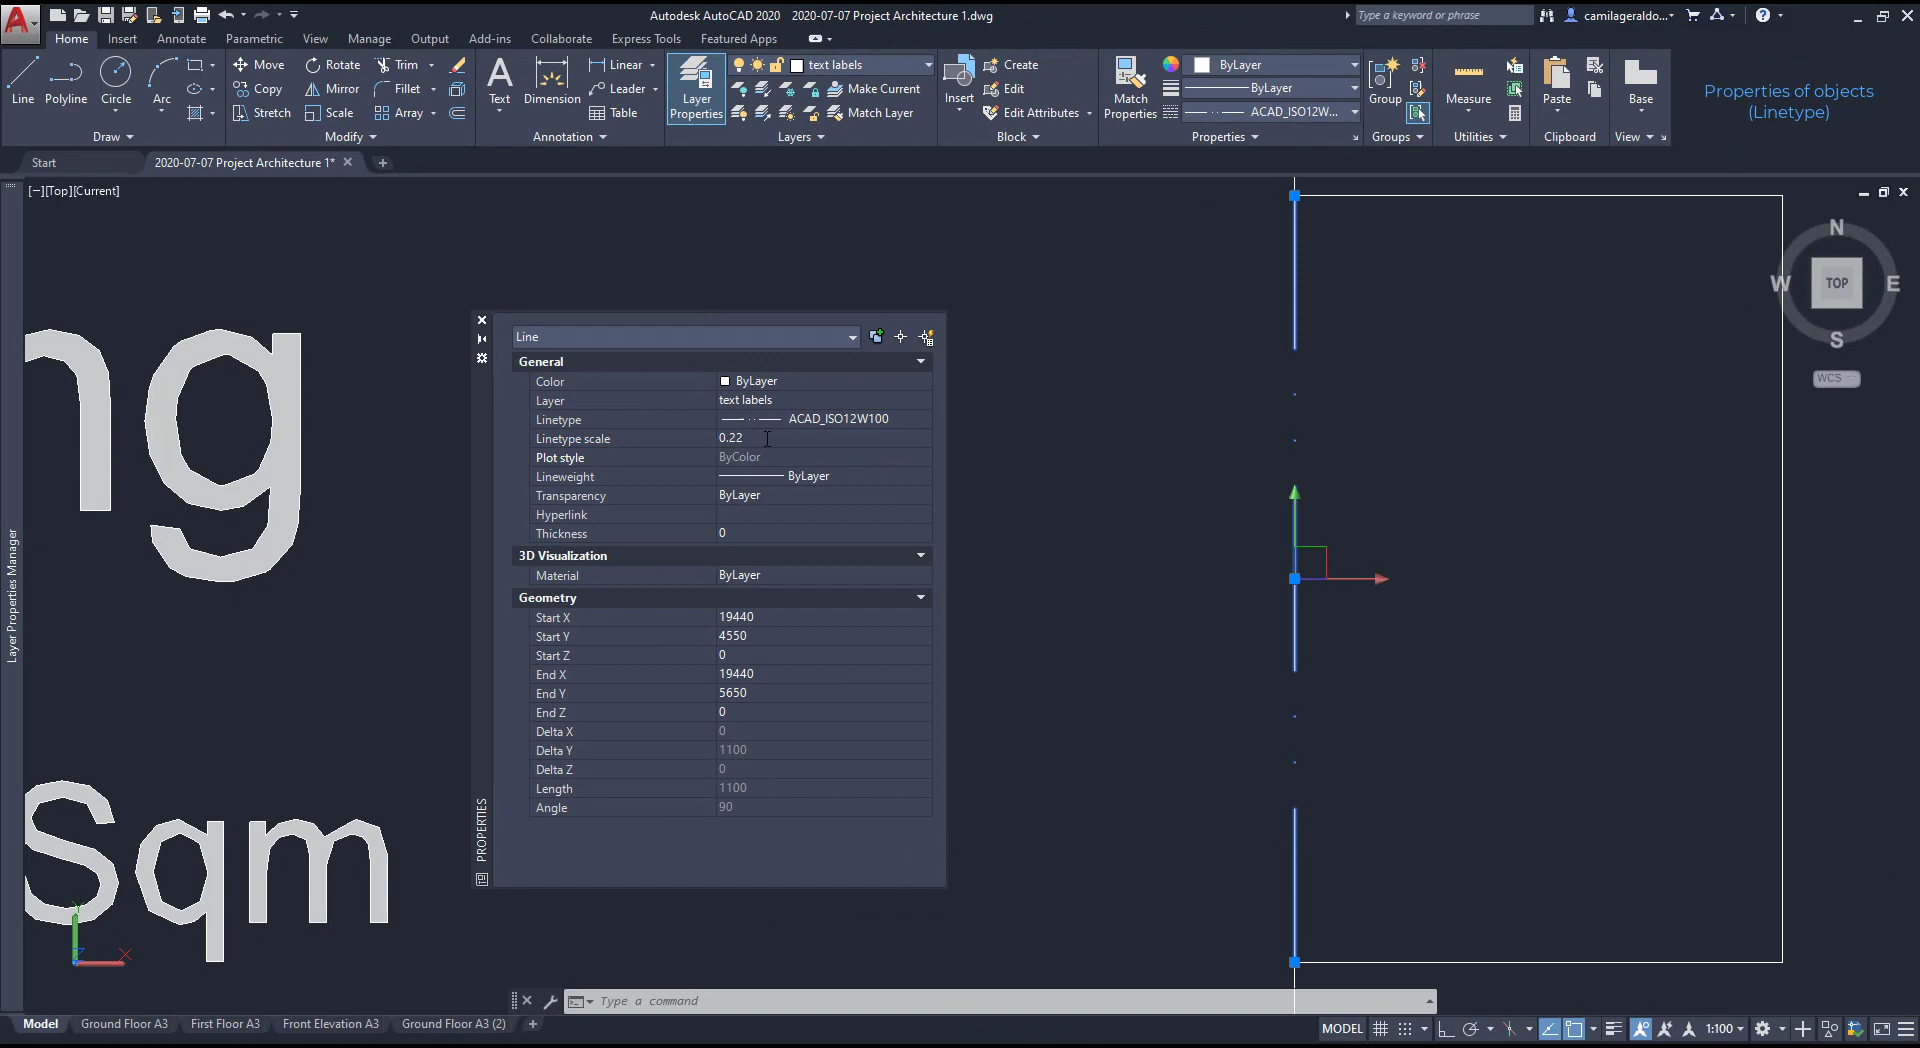 Autodesk AutoCAD 2020 2020-07-07 Project Architecture 1.dwg
Type a keyword or phrase
camilageraldo...
Home Insert Annotate Parametric View Manage Output Add-ins Collaborate Express Tools Featured Apps
Line Polyline Circle Arc
Move Rotate Trim
Copy Mirror Fillet
Stretch Scale Array
Text Dimension
Linear
Leader
Table
Layer Properties
text labels
Make Current
Match Layer
Insert
Create
Edit
Edit Attributes
Match Properties
ByLayer
ByLayer
ACAD_ISO12W...
Group
Measure
Paste
Base
Properties of objects
(Linetype)
Draw Modify Annotation Layers Block Properties Groups Utilities Clipboard View
Start 2020-07-07 Project Architecture 1*
[−][Top][Current]
N
W TOP E
S
WCS
ng
Sqm
Layer Properties Manager
Line
General
Color ByLayer
Layer text labels
Linetype ACAD_ISO12W100
Linetype scale 0.22
Plot style ByColor
Lineweight ByLayer
Transparency ByLayer
Hyperlink
Thickness 0
3D Visualization
Material ByLayer
Geometry
Start X 19440
Start Y 4550
Start Z 0
End X 19440
End Y 5650
End Z 0
Delta X 0
Delta Y 1100
Delta Z 0
Length 1100
Angle 90
PROPERTIES
Y
X
Type a command
Model Ground Floor A3 First Floor A3 Front Elevation A3 Ground Floor A3 (2)
MODEL 1:100